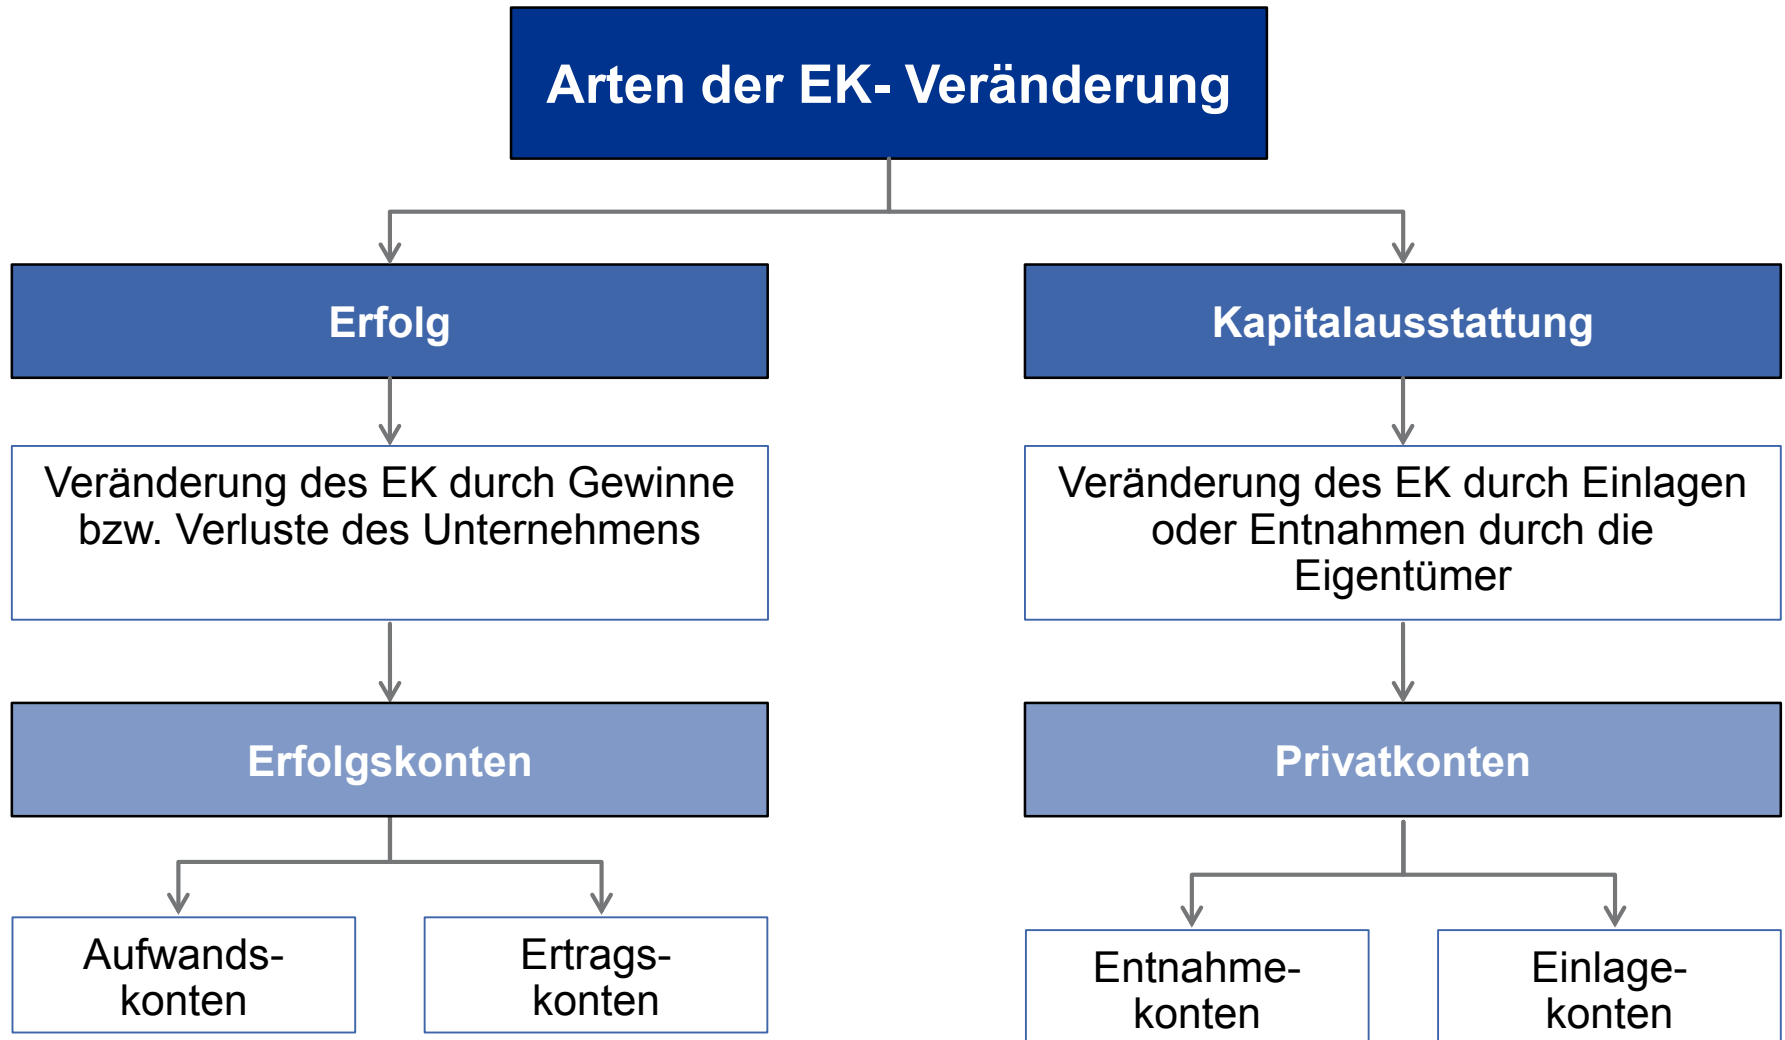 Arten der EK- Veränderung
Erfolg
Kapitalausstattung
Veränderung des EK durch Gewinne
bzw. Verluste des Unternehmens
Veränderung des EK durch Einlagen
oder Entnahmen durch die
Eigentümer
Erfolgskonten
Privatkonten
Aufwands-
konten
Ertrags-
konten
Entnahme-
konten
Einlage-
konten